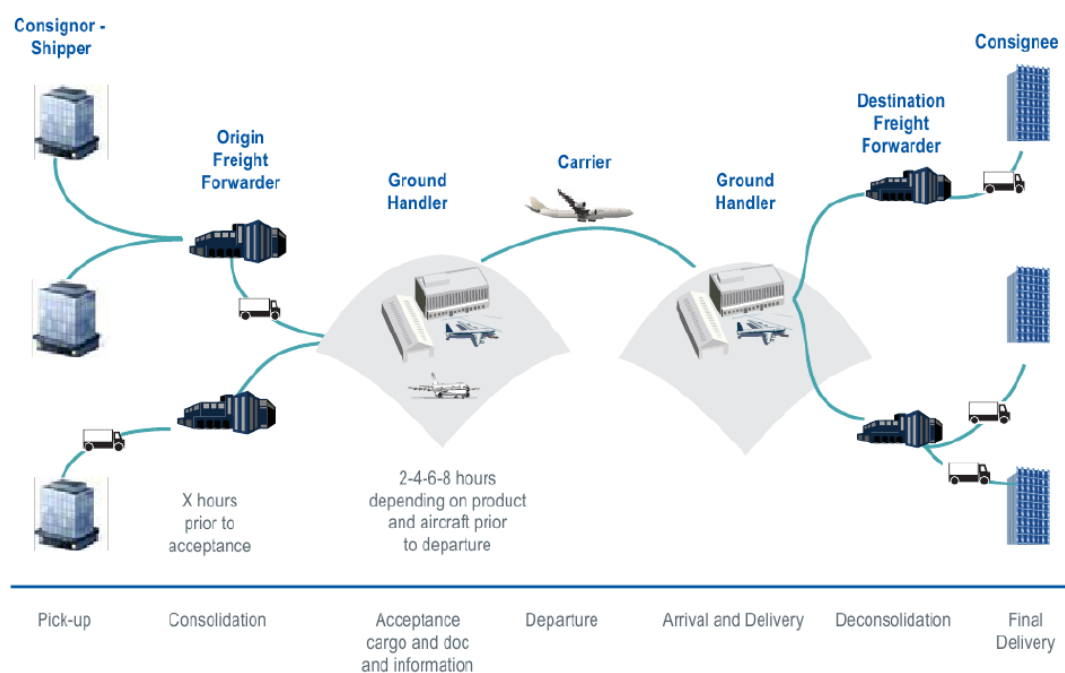 Consignor -
Shipper
Consignee
Destination
Freight
Forwarder
Origin
Freight
Forwarder
Carrier
Ground
Handler
Ground
Handler
X hours
prior to
acceptance
2-4-6-8 hours
depending on product
and aircraft prior
to departure
Pick-up
Consolidation
Acceptance
cargo and doc
and information
Departure
Arrival and Delivery
Deconsolidation
Final
Delivery